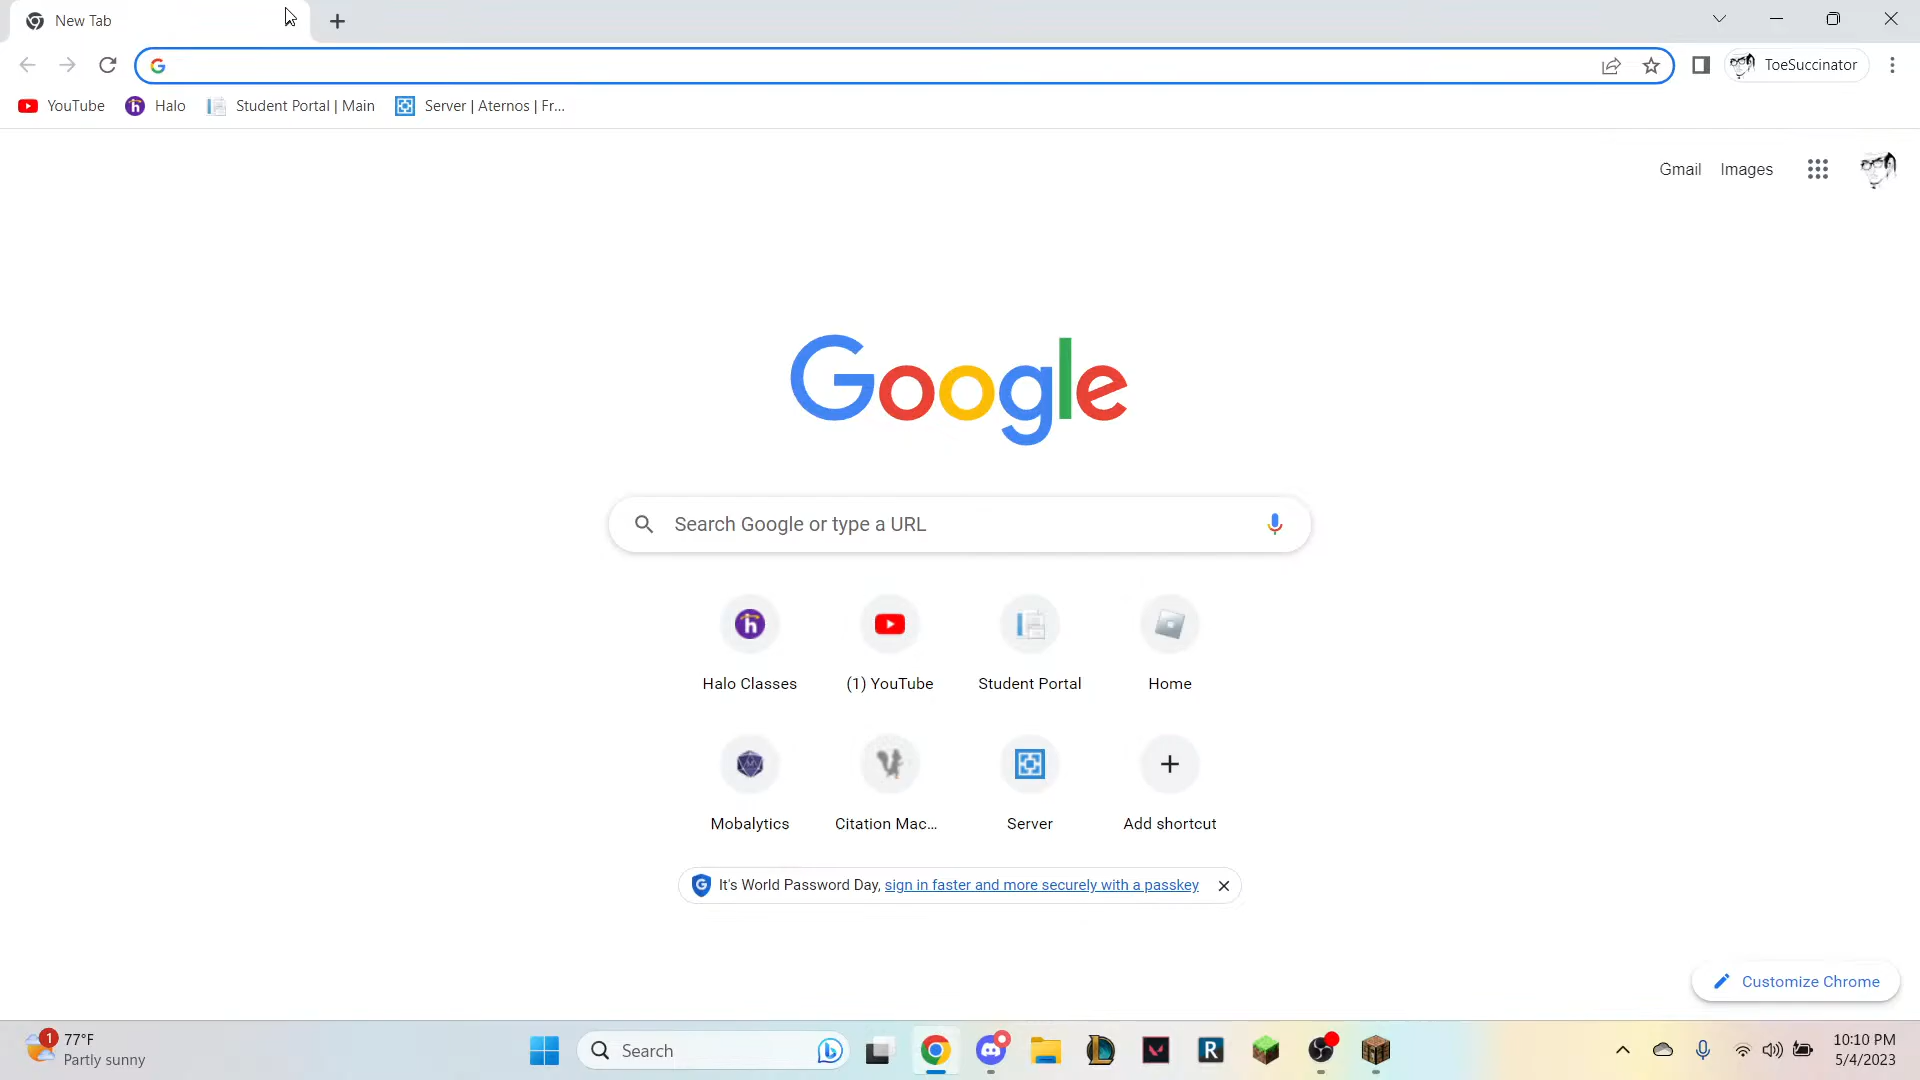 New Tab
ToeSuccinator
YouTube
Halo
Student Portal | Main
Server | Aternos | Fr...
Gmail
Images
Google
Search Google or type a URL
Halo Classes
(1) YouTube
Student Portal
Home
Mobalytics
Citation Mac...
Server
Add shortcut
It's World Password Day, sign in faster and more securely with a passkey
Customize Chrome
1
77°F
Partly sunny
Search
10:10 PM
5/4/2023